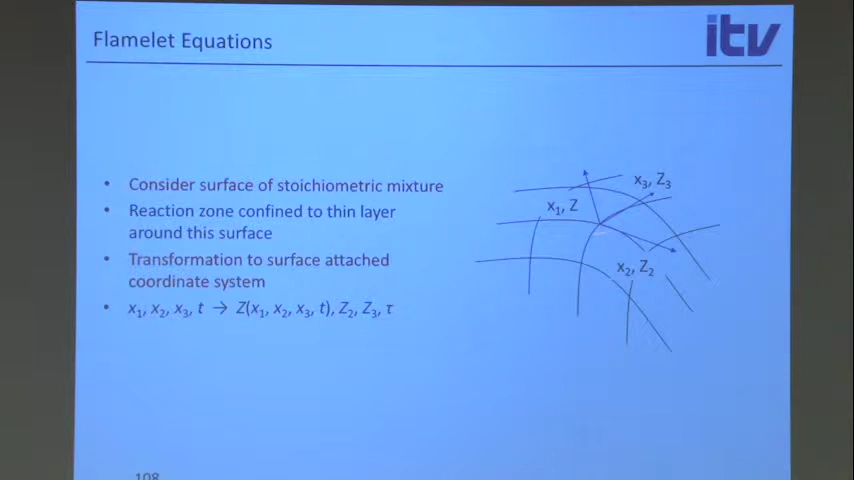 Flamelet Equations
itv
• Consider surface of stoichiometric mixture
• Reaction zone confined to thin layer
around this surface
• Transformation to surface attached
coordinate system
• x₁, x₂, x₃, t → Z(x₁, x₂, x₃, t), Z₂, Z₃, τ
x₃, Z₃
x₁, Z
x₂, Z₂
108